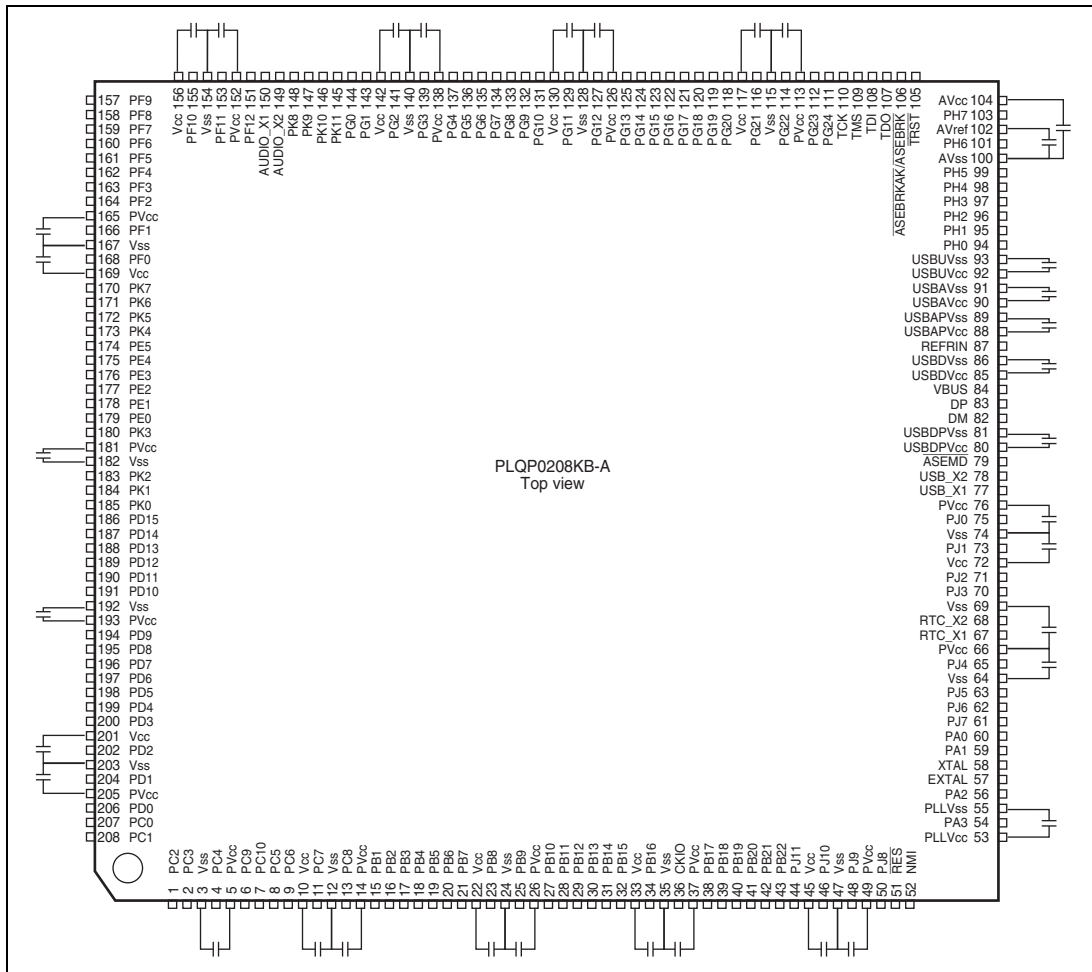 Vcc 156
PF10 155
Vss 154
PF11 153
PVcc 152
PF12 151
AUDIO_X1 150
AUDIO_X2 149
PK8 148
PK9 147
PK10 146
PK11 145
PG0 144
PG1 143
Vcc 142
PG2 141
Vss 140
PG3 139
PVcc 138
PG4 137
PG5 136
PG6 135
PG7 134
PG8 133
PG9 132
PG10 131
Vcc 130
PG11 129
Vss 128
PG12 127
PVcc 126
PG13 125
PG14 124
PG15 123
PG16 122
PG17 121
PG18 120
PG19 119
PG20 118
Vcc 117
PG21 116
Vss 115
PG22 114
PVcc 113
PG23 112
PG24 111
TCK 110
TMS 109
TDI 108
TDO 107
ASEBRKAK/ASEBRK 106
TRST 105
157 PF9
158 PF8
159 PF7
160 PF6
161 PF5
162 PF4
163 PF3
164 PF2
165 PVcc
166 PF1
167 Vss
168 PF0
169 Vcc
170 PK7
171 PK6
172 PK5
173 PK4
174 PE5
175 PE4
176 PE3
177 PE2
178 PE1
179 PE0
180 PK3
181 PVcc
182 Vss
183 PK2
184 PK1
185 PK0
186 PD15
187 PD14
188 PD13
189 PD12
190 PD11
191 PD10
192 Vss
193 PVcc
194 PD9
195 PD8
196 PD7
197 PD6
198 PD5
199 PD4
200 PD3
201 Vcc
202 PD2
203 Vss
204 PD1
205 PVcc
206 PD0
207 PC0
208 PC1
PLQP0208KB-A
Top view
AVcc 104
PH7 103
AVref 102
PH6 101
AVss 100
PH5 99
PH4 98
PH3 97
PH2 96
PH1 95
PH0 94
USBUVss 93
USBUVcc 92
USBAVss 91
USBAVcc 90
USBAPVss 89
USBAPVcc 88
REFRIN 87
USBDVss 86
USBDVcc 85
VBUS 84
DP 83
DM 82
USBDPVss 81
USBDPVcc 80
ASEMD 79
USB_X2 78
USB_X1 77
PVcc 76
PJ0 75
Vss 74
PJ1 73
Vcc 72
PJ2 71
PJ3 70
Vss 69
RTC_X2 68
RTC_X1 67
PVcc 66
PJ4 65
Vss 64
PJ5 63
PJ6 62
PJ7 61
PA0 60
PA1 59
XTAL 58
EXTAL 57
PA2 56
PLLVss 55
PA3 54
PLLVcc 53
1 PC2
2 PC3
3 Vss
4 PC4
5 PVcc
6 PC9
7 PC10
8 PC5
9 PC6
10 Vcc
11 PC7
12 Vss
13 PC8
14 PVcc
15 PB1
16 PB2
17 PB3
18 PB4
19 PB5
20 PB6
21 PB7
22 Vcc
23 PB8
24 Vss
25 PB9
26 PVcc
27 PB10
28 PB11
29 PB12
30 PB13
31 PB14
32 PB15
33 Vcc
34 PB16
35 Vss
36 CKIO
37 PVcc
38 PB17
39 PB18
40 PB19
41 PB20
42 PB21
43 PB22
44 PJ11
45 Vcc
46 PJ10
47 Vss
48 PJ9
49 PVcc
50 PJ8
51 RES
52 NMI